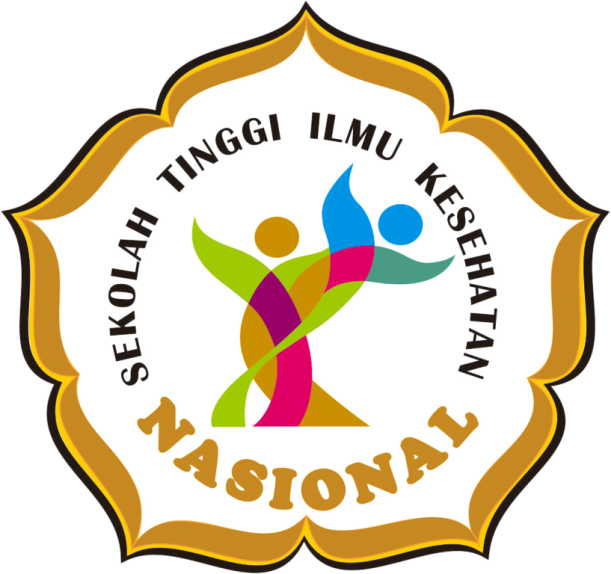 SEKOLAH TINGGI ILMU KESEHATAN
NASIONAL